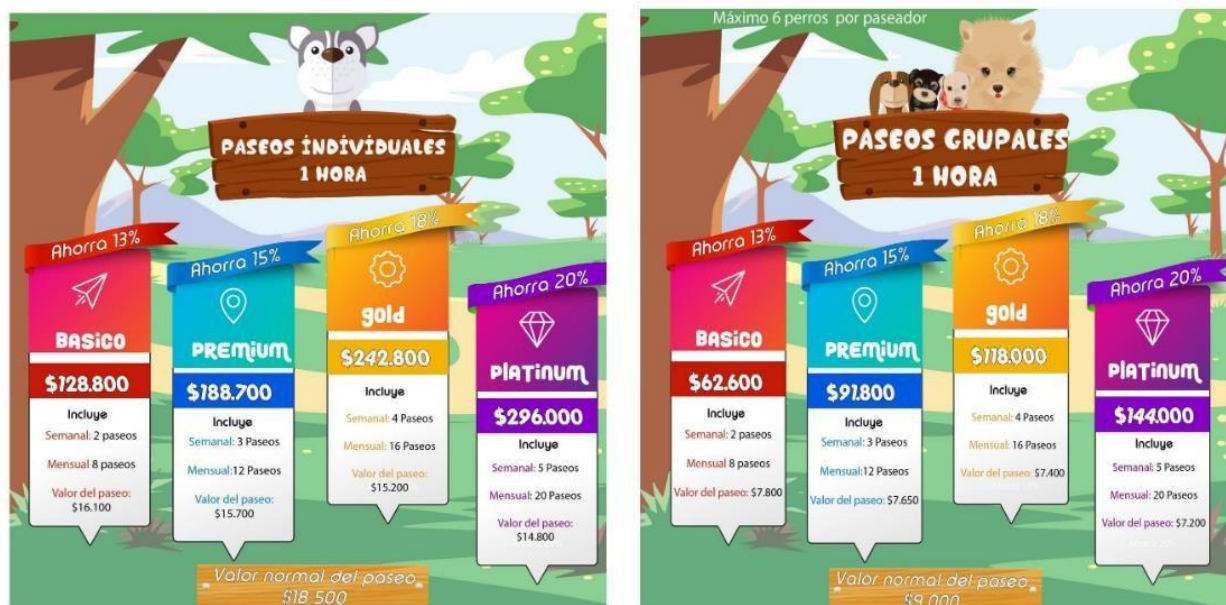 PASEOS INDIVIDUALES
1 HORA
Ahorra 13%
BASICO
$128.800
Incluye
Semanal: 2 paseos
Mensual 8 paseos
Valor del paseo:
$16.100
Ahorra 15%
PREMIUM
$188.700
Incluye
Semanal: 3 Paseos
Mensual:12 Paseos
Valor del paseo:
$15.700
Ahorra 18%
gold
$242.800
Incluye
Semanal: 4 Paseos
Mensual: 16 Paseos
Valor del paseo:
$15.200
Ahorra 20%
PlATinum
$296.000
Incluye
Semanal: 5 Paseos
Mensual: 20 Paseos
Valor del paseo:
$14.800
Valor normal del paseo
$18.500
Máximo 6 perros por paseador
PASEOS GRUPALES
1 HORA
Ahorra 13%
BASICO
$62.600
Incluye
Semanal: 2 paseos
Mensual 8 paseos
Valor del paseo: $7.800
Ahorra 15%
PREMIUM
$91.800
Incluye
Semanal: 3 Paseos
Mensual:12 Paseos
Valor del paseo: $7.650
Ahorra 18%
gold
$118.000
Incluye
Semanal: 4 Paseos
Mensual: 16 Paseos
Valor del paseo: $7.400
Ahorra 20%
PlATinum
$144.000
Incluye
Semanal: 5 Paseos
Mensual: 20 Paseos
Valor del paseo: $7.200
Valor normal del paseo
$9.000